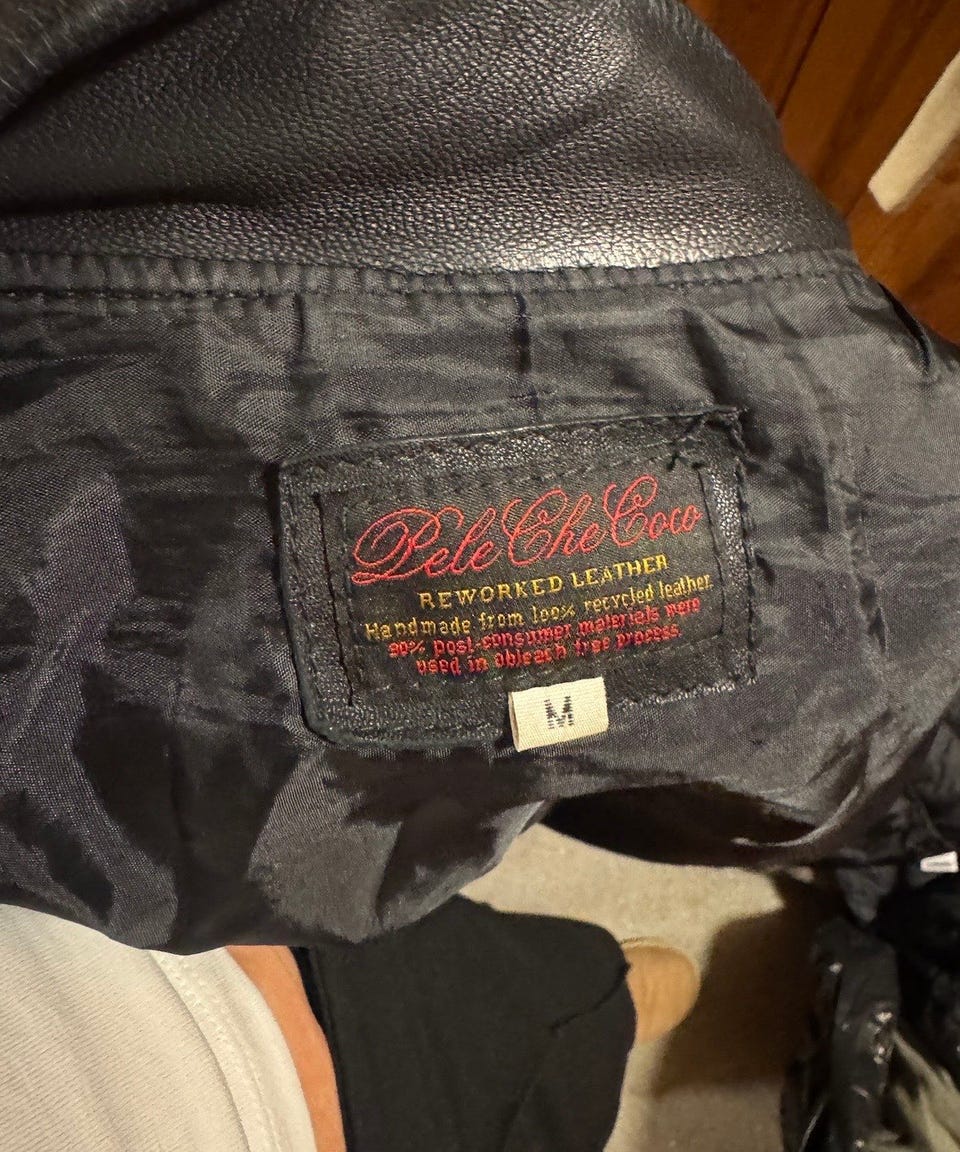 Pele Che Coco
REWORKED LEATHER
Handmade from 100% recycled leather.
90% post-consumer materials were
used in obleach free process.
M